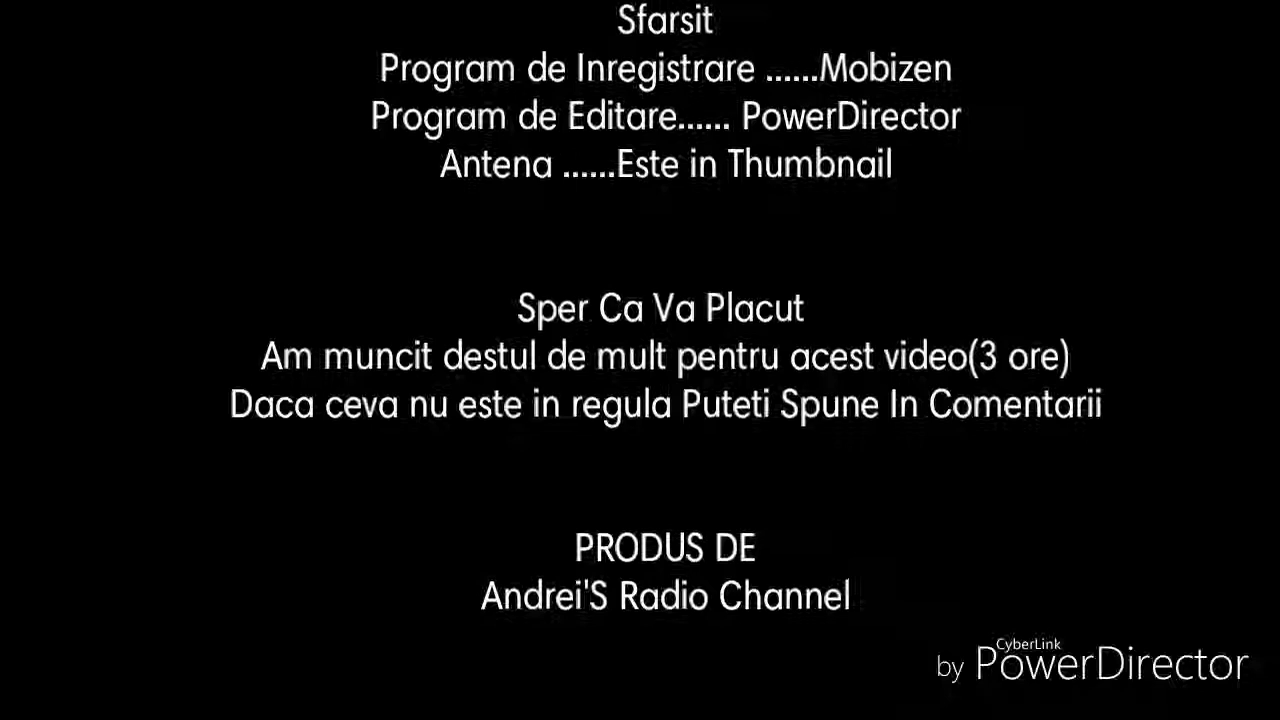 Sfarsit
Program de Inregistrare ......Mobizen
Program de Editare...... PowerDirector
Antena ......Este in Thumbnail
Sper Ca Va Placut
Am muncit destul de mult pentru acest video(3 ore)
Daca ceva nu este in regula Puteti Spune In Comentarii
PRODUS DE
Andrei'S Radio Channel
CyberLink
by PowerDirector